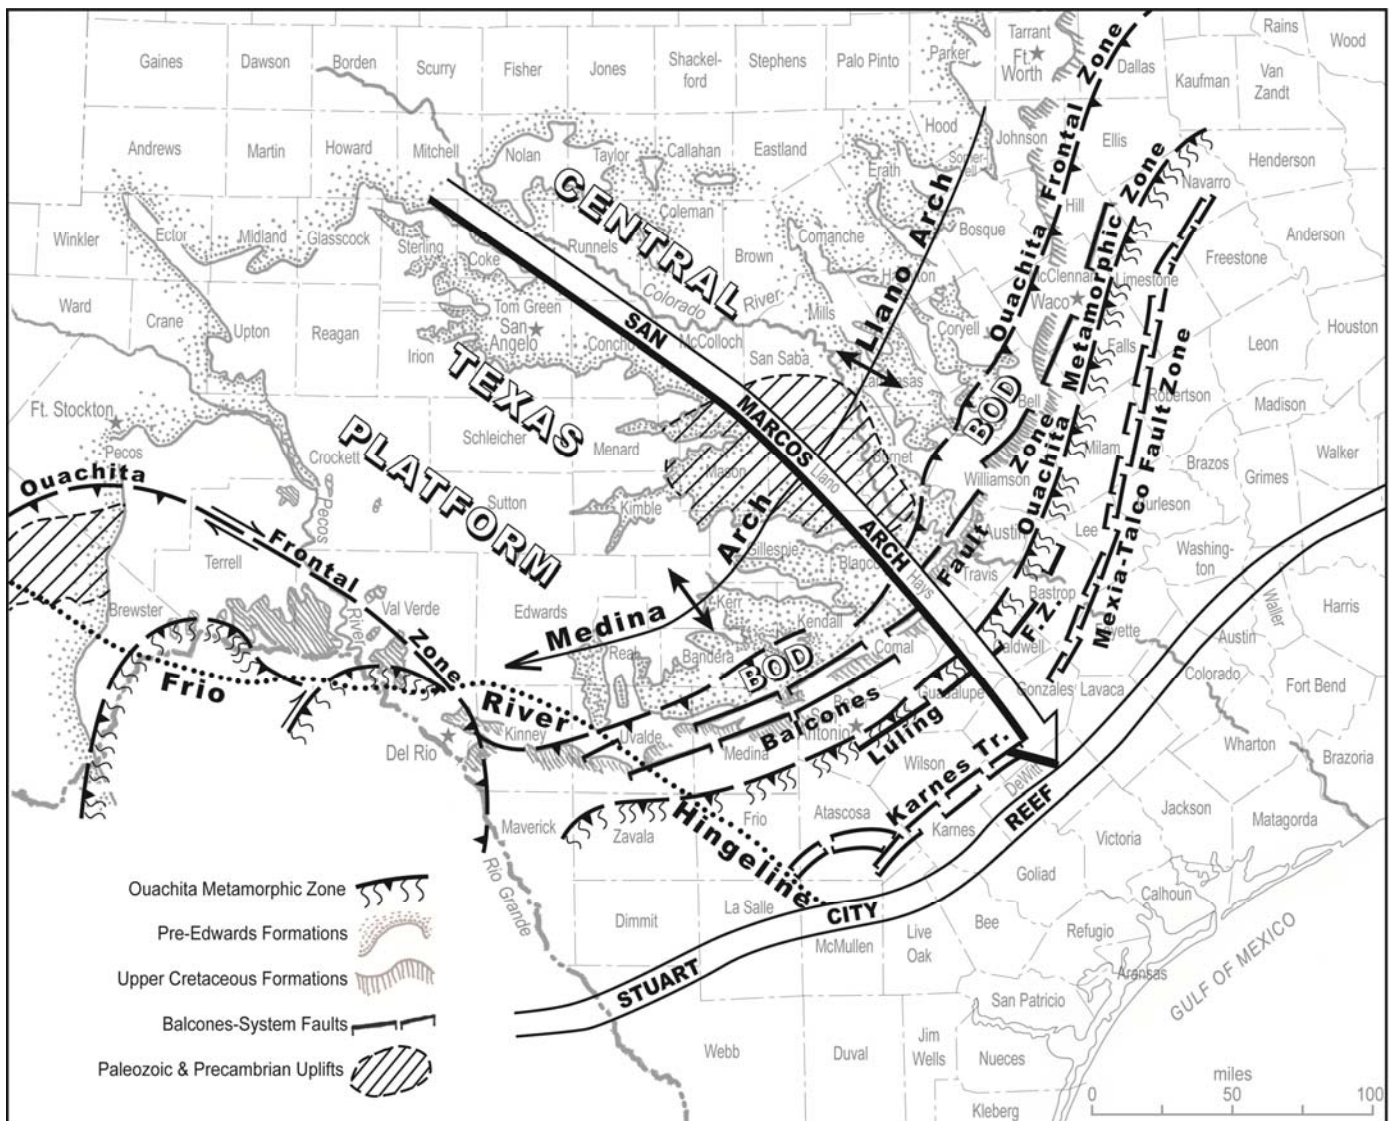 Gaines
Dawson
Borden
Scurry
Fisher
Jones
Shackel-
ford
Stephens
Palo Pinto
Parker
Tarrant
Ft.
Worth
Dallas
Rains
Wood
Kaufman
Van
Zandt
Andrews
Martin
Howard
Mitchell
Nolan
Taylor
Callahan
Eastland
Hood
Johnson
Ellis
Henderson
Erath
Somer-
vell
Navarro
Hill
Winkler
Ector
Midland
Glasscock
Sterling
Coke
Runnels
Coleman
Brown
Comanche
Hamilton
Bosque
Freestone
Anderson
Ward
Crane
Upton
Reagan
Irion
Tom Green
San
Angelo
Concho
McCulloch
Colorado
River
Mills
San Saba
Lampasas
Coryell
McClennan
Waco
Limestone
Falls
Leon
Houston
Ft. Stockton
Pecos
Crockett
Schleicher
Menard
Mason
Llano
Burnet
Bell
Milam
Robertson
Madison
Walker
Brazos
Grimes
Williamson
Burleson
Sutton
Kimble
Gillespie
Blanco
Hays
Travis
Austin
Lee
Washing-
ton
Bastrop
Waller
Harris
Terrell
Pecos
River
Val Verde
Edwards
Kerr
Kendall
Real
Bandera
Comal
Caldwell
Fayette
Austin
Colorado
Fort Bend
Brewster
Del Rio
Kinney
Uvalde
Medina
Antonio
Guadalupe
Gonzales
Lavaca
Wharton
Brazoria
Maverick
Zavala
Frio
Atascosa
Wilson
Karnes
DeWitt
Jackson
Matagorda
Victoria
Goliad
Calhoun
Rio Grande
Dimmit
La Salle
McMullen
Live
Oak
Bee
Refugio
Aransas
San Patricio
Webb
Duval
Jim
Wells
Nueces
Kleberg
GULF OF MEXICO
CENTRAL
TEXAS
PLATFORM
SAN
MARCOS
ARCH
Llano Arch
Medina
Arch
Ouachita Frontal Zone
Ouachita Metamorphic Zone
Mexia-Talco Fault Zone
BOD
BOD
Balcones
Fault
Zone
Luling
F.Z.
Karnes Tr.
Ouachita
Frontal
Zone
Frio
River
Hingeline
STUART
CITY
REEF
Ouachita Metamorphic Zone
Pre-Edwards Formations
Upper Cretaceous Formations
Balcones-System Faults
Paleozoic & Precambrian Uplifts
miles
0
50
100